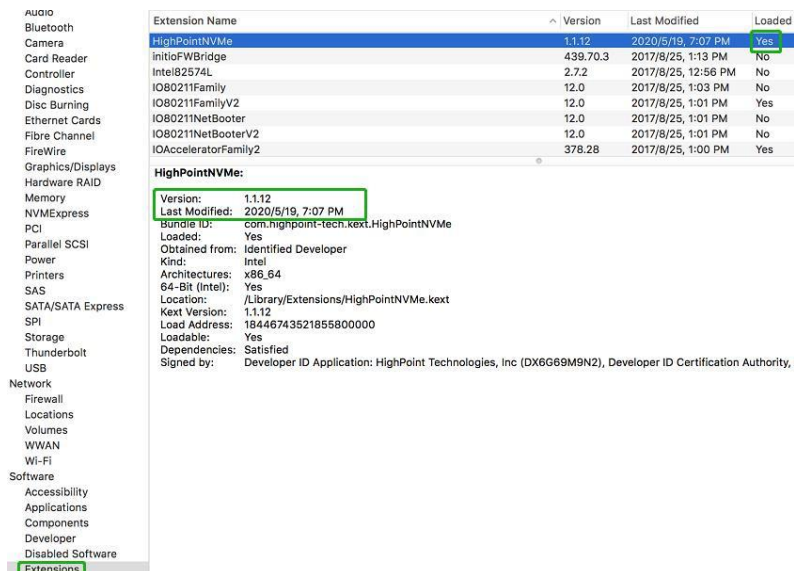 Audio
Bluetooth
Camera
Card Reader
Controller
Diagnostics
Disc Burning
Ethernet Cards
Fibre Channel
FireWire
Graphics/Displays
Hardware RAID
Memory
NVMExpress
PCI
Parallel SCSI
Power
Printers
SAS
SATA/SATA Express
SPI
Storage
Thunderbolt
USB
Network
Firewall
Locations
Volumes
WWAN
Wi-Fi
Software
Accessibility
Applications
Components
Developer
Disabled Software
Extensions
Extension Name Version Last Modified Loaded
HighPointNVMe 1.1.12 2020/5/19, 7:07 PM Yes
initioFWBridge 439.70.3 2017/8/25, 1:13 PM No
Intel82574L 2.7.2 2017/8/25, 12:56 PM No
IO80211Family 12.0 2017/8/25, 1:03 PM No
IO80211FamilyV2 12.0 2017/8/25, 1:01 PM Yes
IO80211NetBooter 12.0 2017/8/25, 1:01 PM No
IO80211NetBooterV2 12.0 2017/8/25, 1:01 PM No
IOAcceleratorFamily2 378.28 2017/8/25, 1:00 PM Yes
HighPointNVMe:
Version: 1.1.12
Last Modified: 2020/5/19, 7:07 PM
Bundle ID: com.highpoint-tech.kext.HighPointNVMe
Loaded: Yes
Obtained from: Identified Developer
Kind: Intel
Architectures: x86_64
64-Bit (Intel): Yes
Location: /Library/Extensions/HighPointNVMe.kext
Kext Version: 1.1.12
Load Address: 18446743521855800000
Loadable: Yes
Dependencies: Satisfied
Signed by: Developer ID Application: HighPoint Technologies, Inc (DX6G69M9N2), Developer ID Certification Authority,